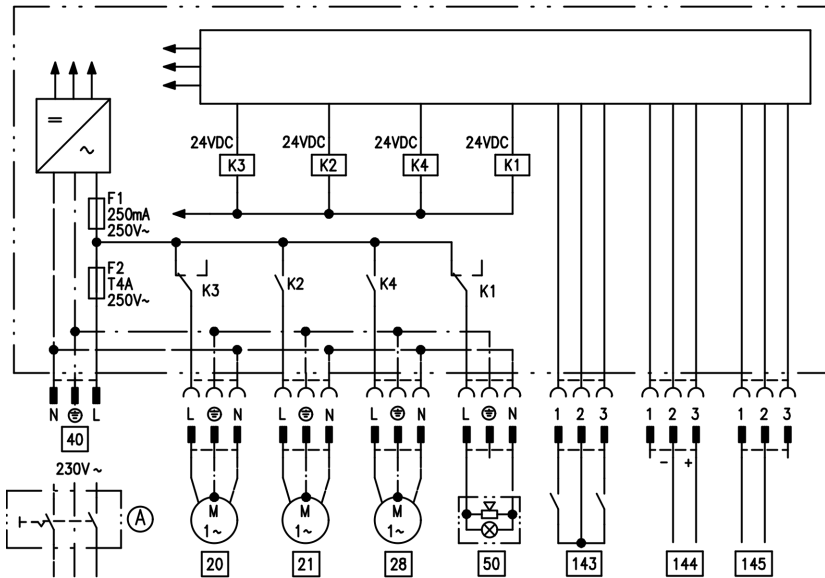 24VDC 24VDC 24VDC 24VDC
K3 K2 K4 K1
= ~
F1
250mA
250V~
F2
T4A
250V~
K3 K2 K4 K1
N L L N L N L N L N 1 2 3 1 2 3 1 2 3
40
- +
230V~
A
M M M
1~ 1~ 1~
20 21 28 50 143 144 145